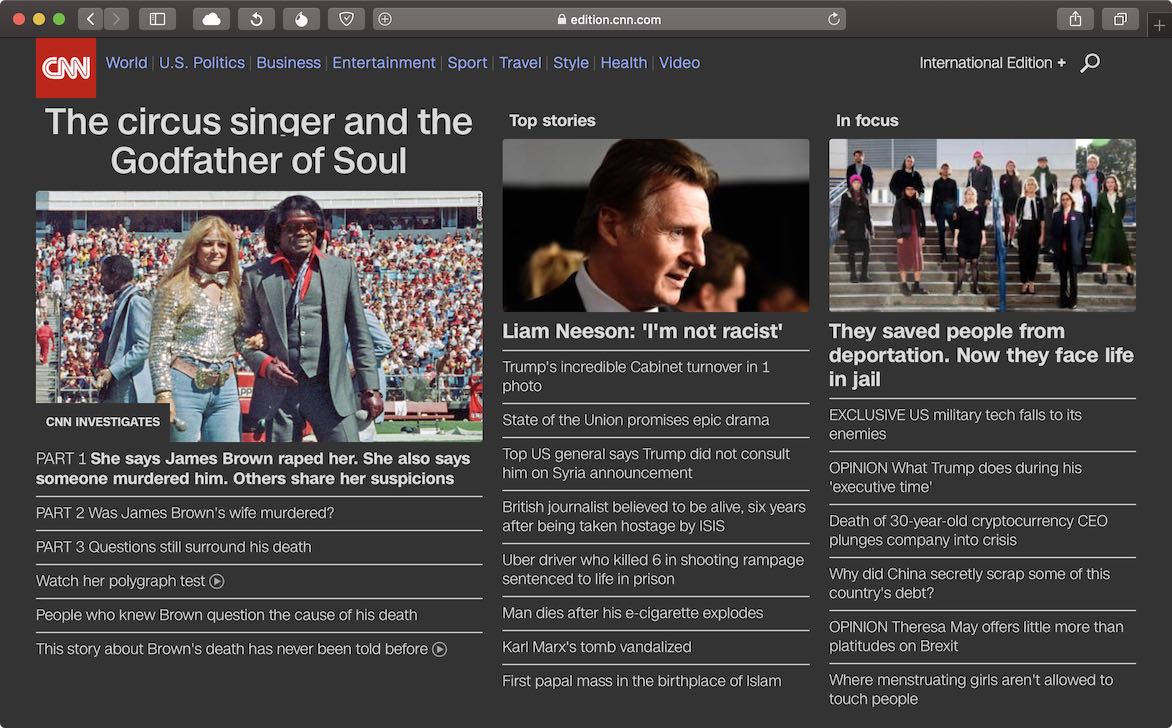 edition.cnn.com
CNN
World | U.S. Politics | Business | Entertainment | Sport | Travel | Style | Health | Video
International Edition +
The circus singer and the
Godfather of Soul
CNN INVESTIGATES
PART 1 She says James Brown raped her. She also says
someone murdered him. Others share her suspicions
PART 2 Was James Brown's wife murdered?
PART 3 Questions still surround his death
Watch her polygraph test
People who knew Brown question the cause of his death
This story about Brown's death has never been told before
Top stories
Liam Neeson: 'I'm not racist'
Trump's incredible Cabinet turnover in 1
photo
State of the Union promises epic drama
Top US general says Trump did not consult
him on Syria announcement
British journalist believed to be alive, six years
after being taken hostage by ISIS
Uber driver who killed 6 in shooting rampage
sentenced to life in prison
Man dies after his e-cigarette explodes
Karl Marx's tomb vandalized
First papal mass in the birthplace of Islam
In focus
They saved people from
deportation. Now they face life
in jail
EXCLUSIVE US military tech falls to its
enemies
OPINION What Trump does during his
'executive time'
Death of 30-year-old cryptocurrency CEO
plunges company into crisis
Why did China secretly scrap some of this
country's debt?
OPINION Theresa May offers little more than
platitudes on Brexit
Where menstruating girls aren't allowed to
touch people